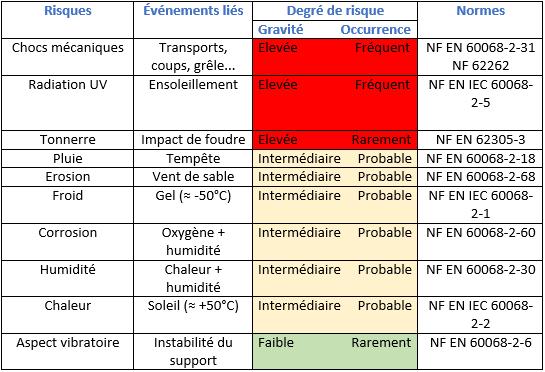 Risques Événements liés Degré de risque Normes
Gravité Occurrence
Chocs mécaniques Transports, Elevée Fréquent NF EN 60068-2-31
coups, grêle... NF 62262
Radiation UV Ensoleillement Elevée Fréquent NF EN IEC 60068-
2-5
Tonnerre Impact de foudre Elevée Rarement NF EN 62305-3
Pluie Tempête Intermédiaire Probable NF EN 60068-2-18
Erosion Vent de sable Intermédiaire Probable NF EN 60068-2-68
Froid Gel (≈ -50°C) Intermédiaire Probable NF EN IEC 60068-
2-1
Corrosion Oxygène + Intermédiaire Probable NF EN 60068-2-60
humidité
Humidité Chaleur + Intermédiaire Probable NF EN 60068-2-30
humidité
Chaleur Soleil (≈ +50°C) Intermédiaire Probable NF EN IEC 60068-
2-2
Aspect vibratoire Instabilité du Faible Rarement NF EN 60068-2-6
support